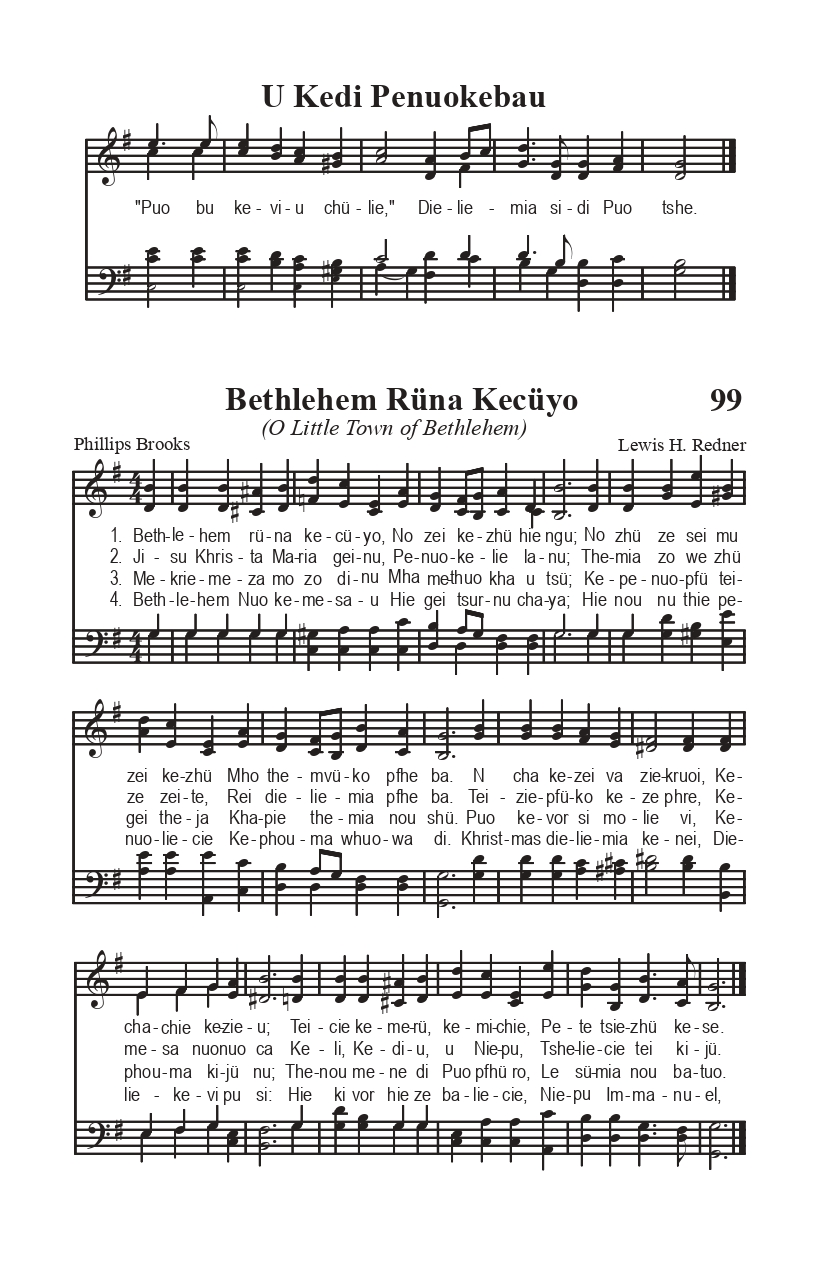 U Kedi Penuokebau
"Puo bu ke - vi - u chü - lie," Die - lie - mia si - di Puo tshe.
Bethlehem Rüna Kecüyo 99
(O Little Town of Bethlehem)
Phillips Brooks Lewis H. Redner
1. Beth - le - hem rü - na ke - cü - yo, No zei ke - zhü hie ngu; No zhü ze sei mu
2. Ji - su Khris - ta Ma - ria gei - nu, Pe - nuo - ke - lie la - nu; The - mia zo we zhü
3. Me - krie - me - za mo zo di - nu Mha me - thuo kha u tsü; Ke - pe - nuo - pfü tei -
4. Beth - le - hem Nuo ke - me - sa - u Hie gei tsur - nu cha - ya; Hie nou nu thie pe -
zei ke - zhü Mho the - mvü - ko pfhe ba. N cha ke - zei va zie - kruoi, Ke -
ze zei - te, Rei die - lie - mia pfhe ba. Tei - zie - pfü - ko ke - ze phre, Ke -
gei the - ja Kha - pie the - mia nou shü. Puo ke - vor si mo - lie vi, Ke -
nuo - lie - cie Ke - phou - ma whuo - wa di. Khrist - mas die - lie - mia ke - nei, Die -
cha - chie ke - zie - u; Tei - cie ke - me - rü, ke - mi - chie, Pe - te tsie - zhü ke - se.
me - sa nuo nuo ca Ke - li, Ke - di - u, u Nie - pu, Tshe - lie - cie tei ki - jü.
phou - ma ki - jü nu; The - nou me - ne di Puo pfhü ro, Le sü - mia nou ba - tuo.
lie - ke - vi pu si: Hie ki vor hie ze ba - lie - cie, Nie - pu Im - ma - nu - el,